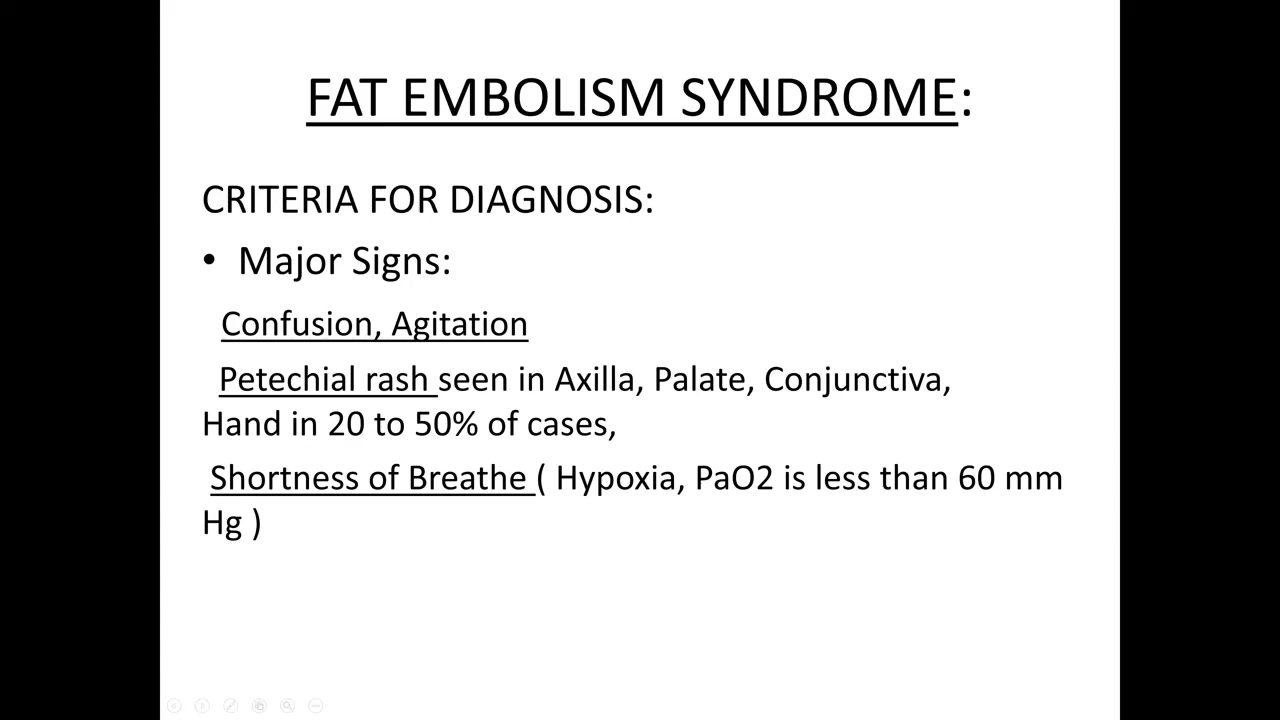 FAT EMBOLISM SYNDROME:
CRITERIA FOR DIAGNOSIS:
• Major Signs:
Confusion, Agitation
Petechial rash seen in Axilla, Palate, Conjunctiva,
Hand in 20 to 50% of cases,
Shortness of Breathe ( Hypoxia, PaO2 is less than 60 mm
Hg )